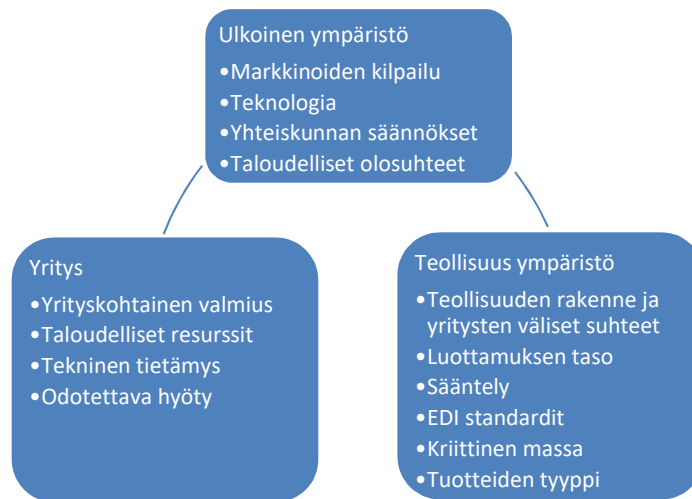 Ulkoinen ympäristö
•Markkinoiden kilpailu
•Teknologia
•Yhteiskunnan säännökset
•Taloudelliset olosuhteet
Yritys
•Yrityskohtainen valmius
•Taloudelliset resurssit
•Tekninen tietämys
•Odotettava hyöty
Teollisuus ympäristö
•Teollisuuden rakenne ja
yritysten väliset suhteet
•Luottamuksen taso
•Sääntely
•EDI standardit
•Kriittinen massa
•Tuotteiden tyyppi